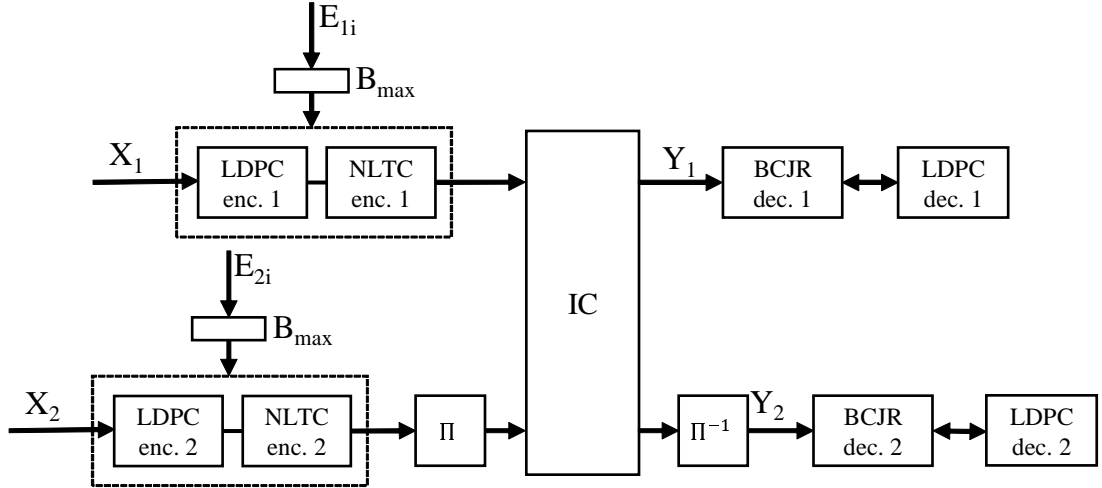 E1i
Bmax
X1
LDPC
enc. 1
NLTC
enc. 1
Y1
BCJR
dec. 1
LDPC
dec. 1
E2i
Bmax
IC
X2
LDPC
enc. 2
NLTC
enc. 2
Π
Π−1
Y2
BCJR
dec. 2
LDPC
dec. 2